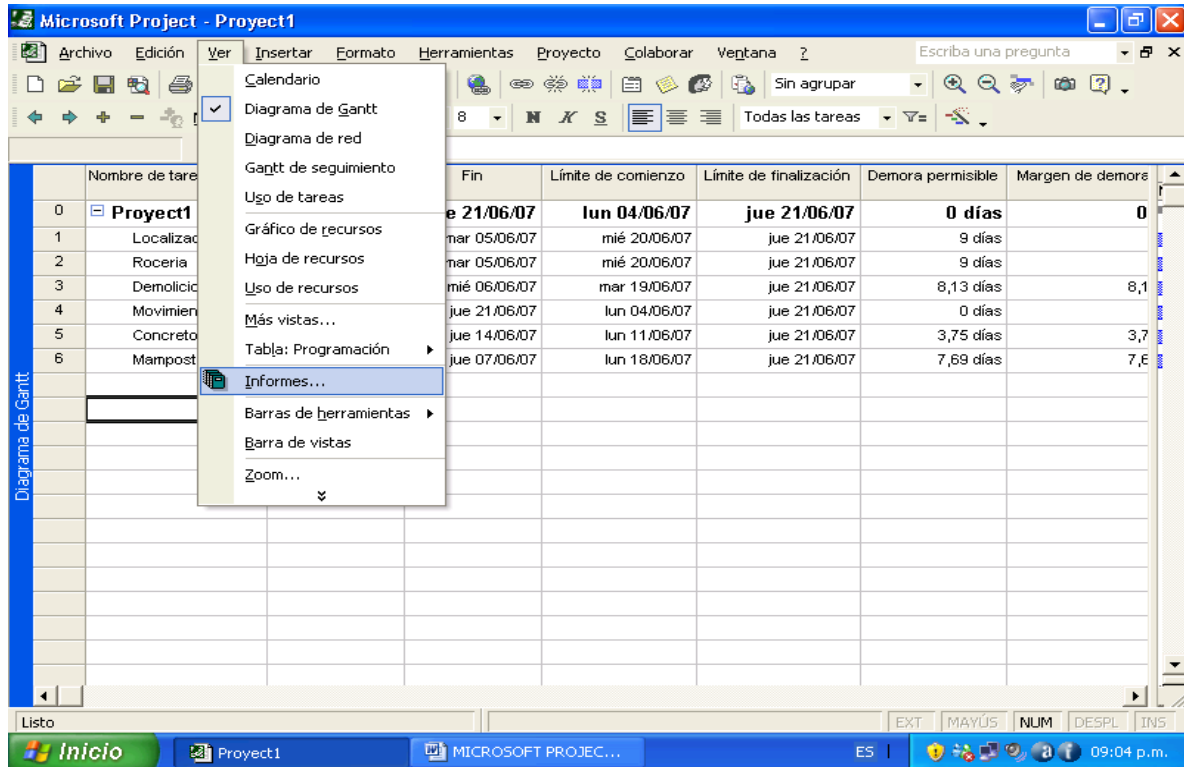 Microsoft Project - Proyect1
Archivo Edición Ver Insertar Formato Herramientas Proyecto Colaborar Ventana ? Escriba una pregunta
Sin agrupar
8 N K S Todas las tareas
Calendario
Diagrama de Gantt
Diagrama de red
Gantt de seguimiento
Uso de tareas
Gráfico de recursos
Hoja de recursos
Uso de recursos
Más vistas...
Tabla: Programación
Informes...
Barras de herramientas
Barra de vistas
Zoom...
Nombre de tare Fin Límite de comienzo Límite de finalización Demora permisible Margen de demora
0 Proyect1 e 21/06/07 lun 04/06/07 jue 21/06/07 0 días 0
1 Localizac mar 05/06/07 mié 20/06/07 jue 21/06/07 9 días
2 Roceria mar 05/06/07 mié 20/06/07 jue 21/06/07 9 días
3 Demolicic mié 06/06/07 mar 19/06/07 jue 21/06/07 8,13 días 8,1
4 Movimien jue 21/06/07 lun 04/06/07 jue 21/06/07 0 días
5 Concreto jue 14/06/07 lun 11/06/07 jue 21/06/07 3,75 días 3,7
6 Mampost jue 07/06/07 lun 18/06/07 jue 21/06/07 7,69 días 7,6
Diagrama de Gantt
Listo EXT MAYÚS NUM DESPL INS
Inicio Proyect1 MICROSOFT PROJEC... ES 09:04 p.m.